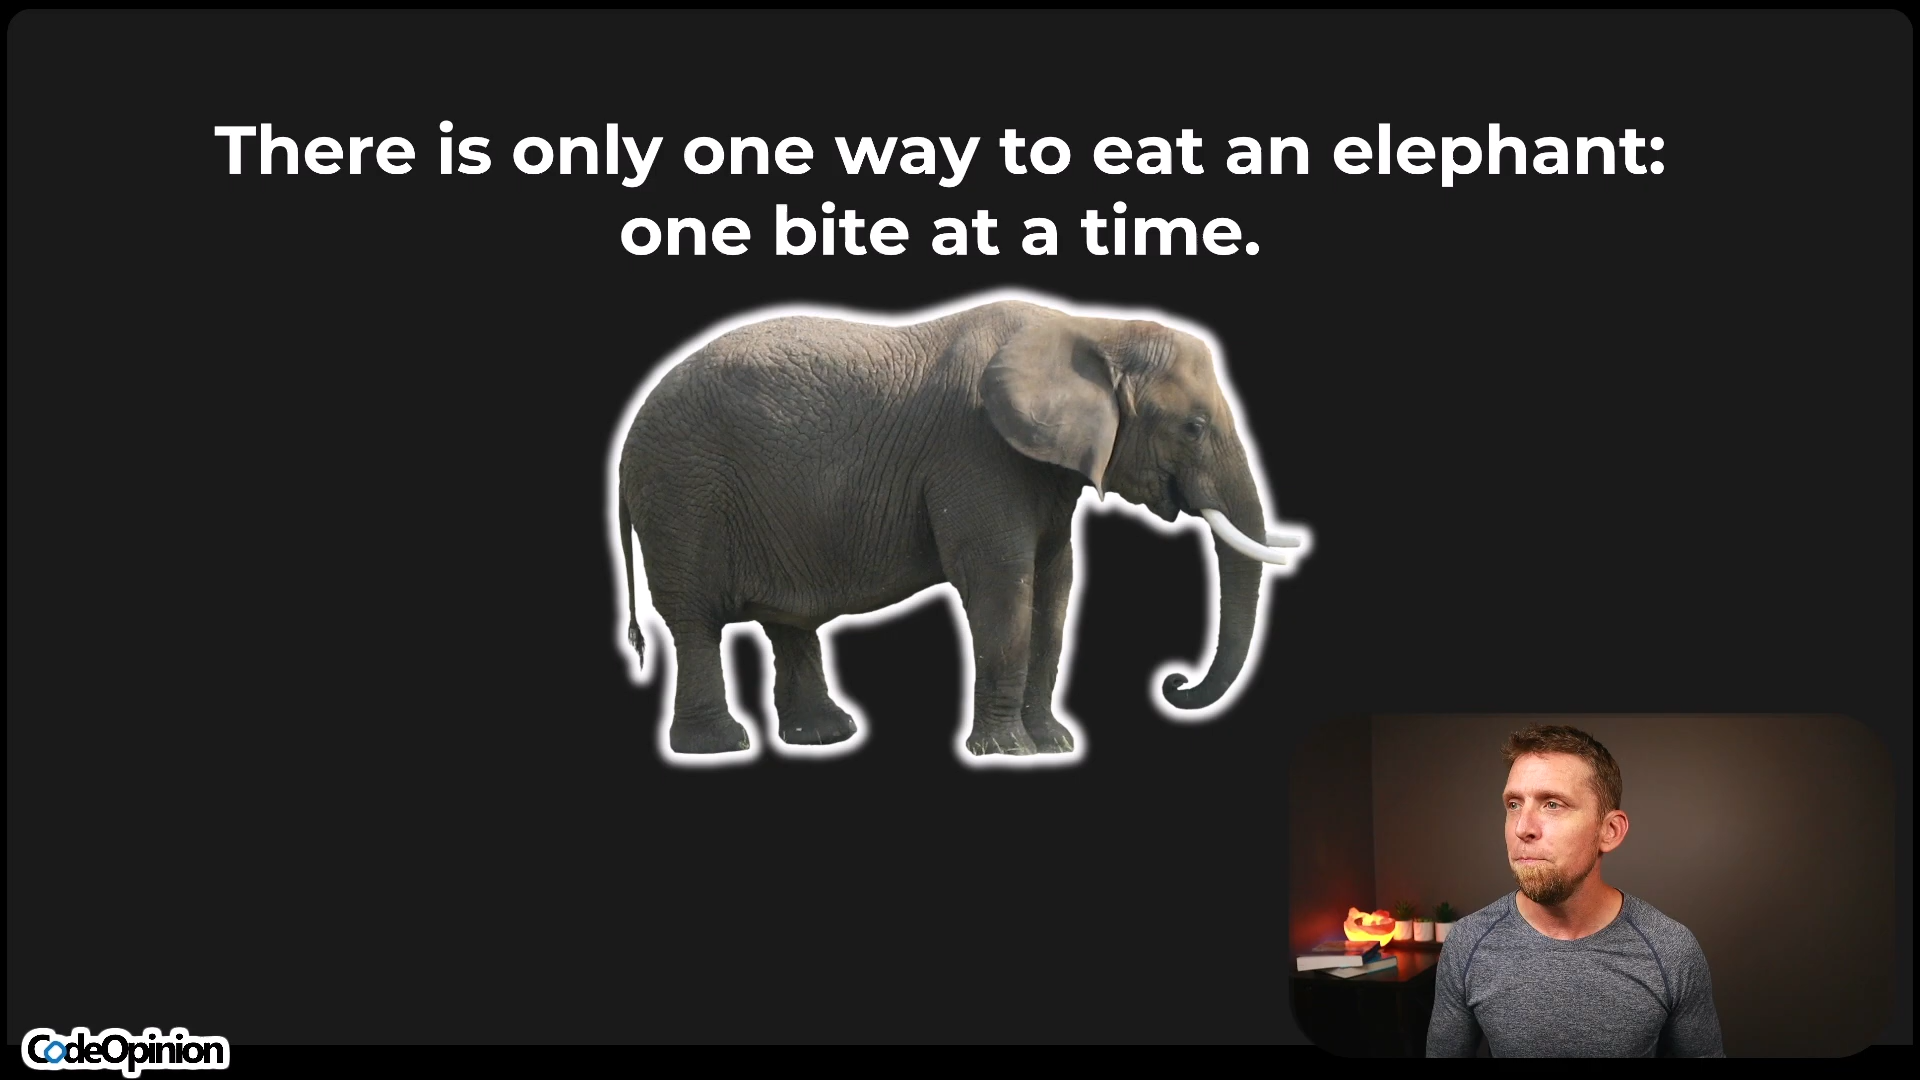 There is only one way to eat an elephant:
one bite at a time.
CodeOpinion